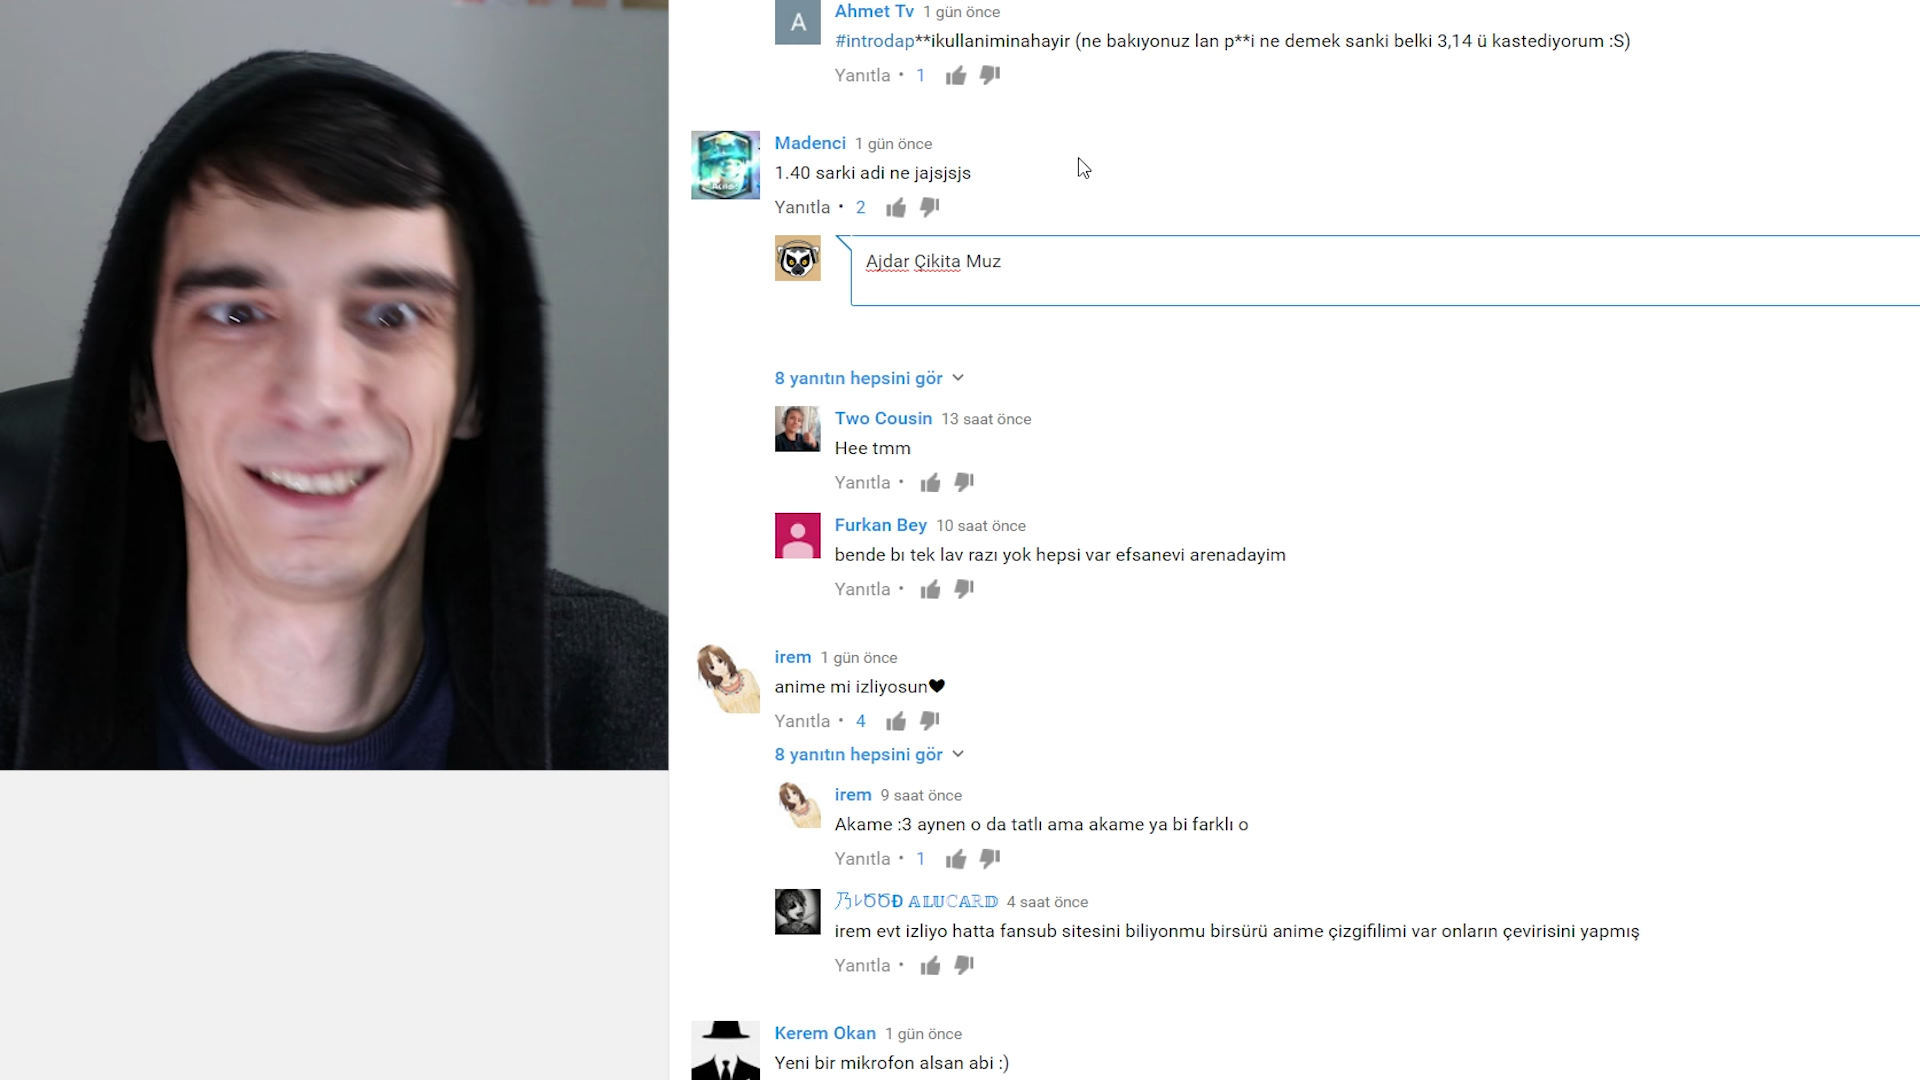 A
Ahmet Tv 1 gün önce
#introdap**ikullaniminahayir (ne bakıyonuz lan p**i ne demek sanki belki 3,14 ü kastediyorum :S)
Yanıtla • 1
Madenci 1 gün önce
1.40 sarki adi ne jajsjsjs
Yanıtla • 2
Ajdar Çikita Muz
8 yanıtın hepsini gör
Two Cousin 13 saat önce
Hee tmm
Yanıtla •
Furkan Bey 10 saat önce
bende bı tek lav razı yok hepsi var efsanevi arenadayim
Yanıtla •
irem 1 gün önce
anime mi izliyosun♥
Yanıtla • 4
8 yanıtın hepsini gör
irem 9 saat önce
Akame :3 aynen o da tatlı ama akame ya bi farklı o
Yanıtla • 1
𝔸𝕃𝕌ℂ𝔸ℝ𝔻 4 saat önce
irem evt izliyo hatta fansub sitesini biliyonmu birsürü anime çizgifilimi var onların çevirisini yapmış
Yanıtla •
Kerem Okan 1 gün önce
Yeni bir mikrofon alsan abi :)